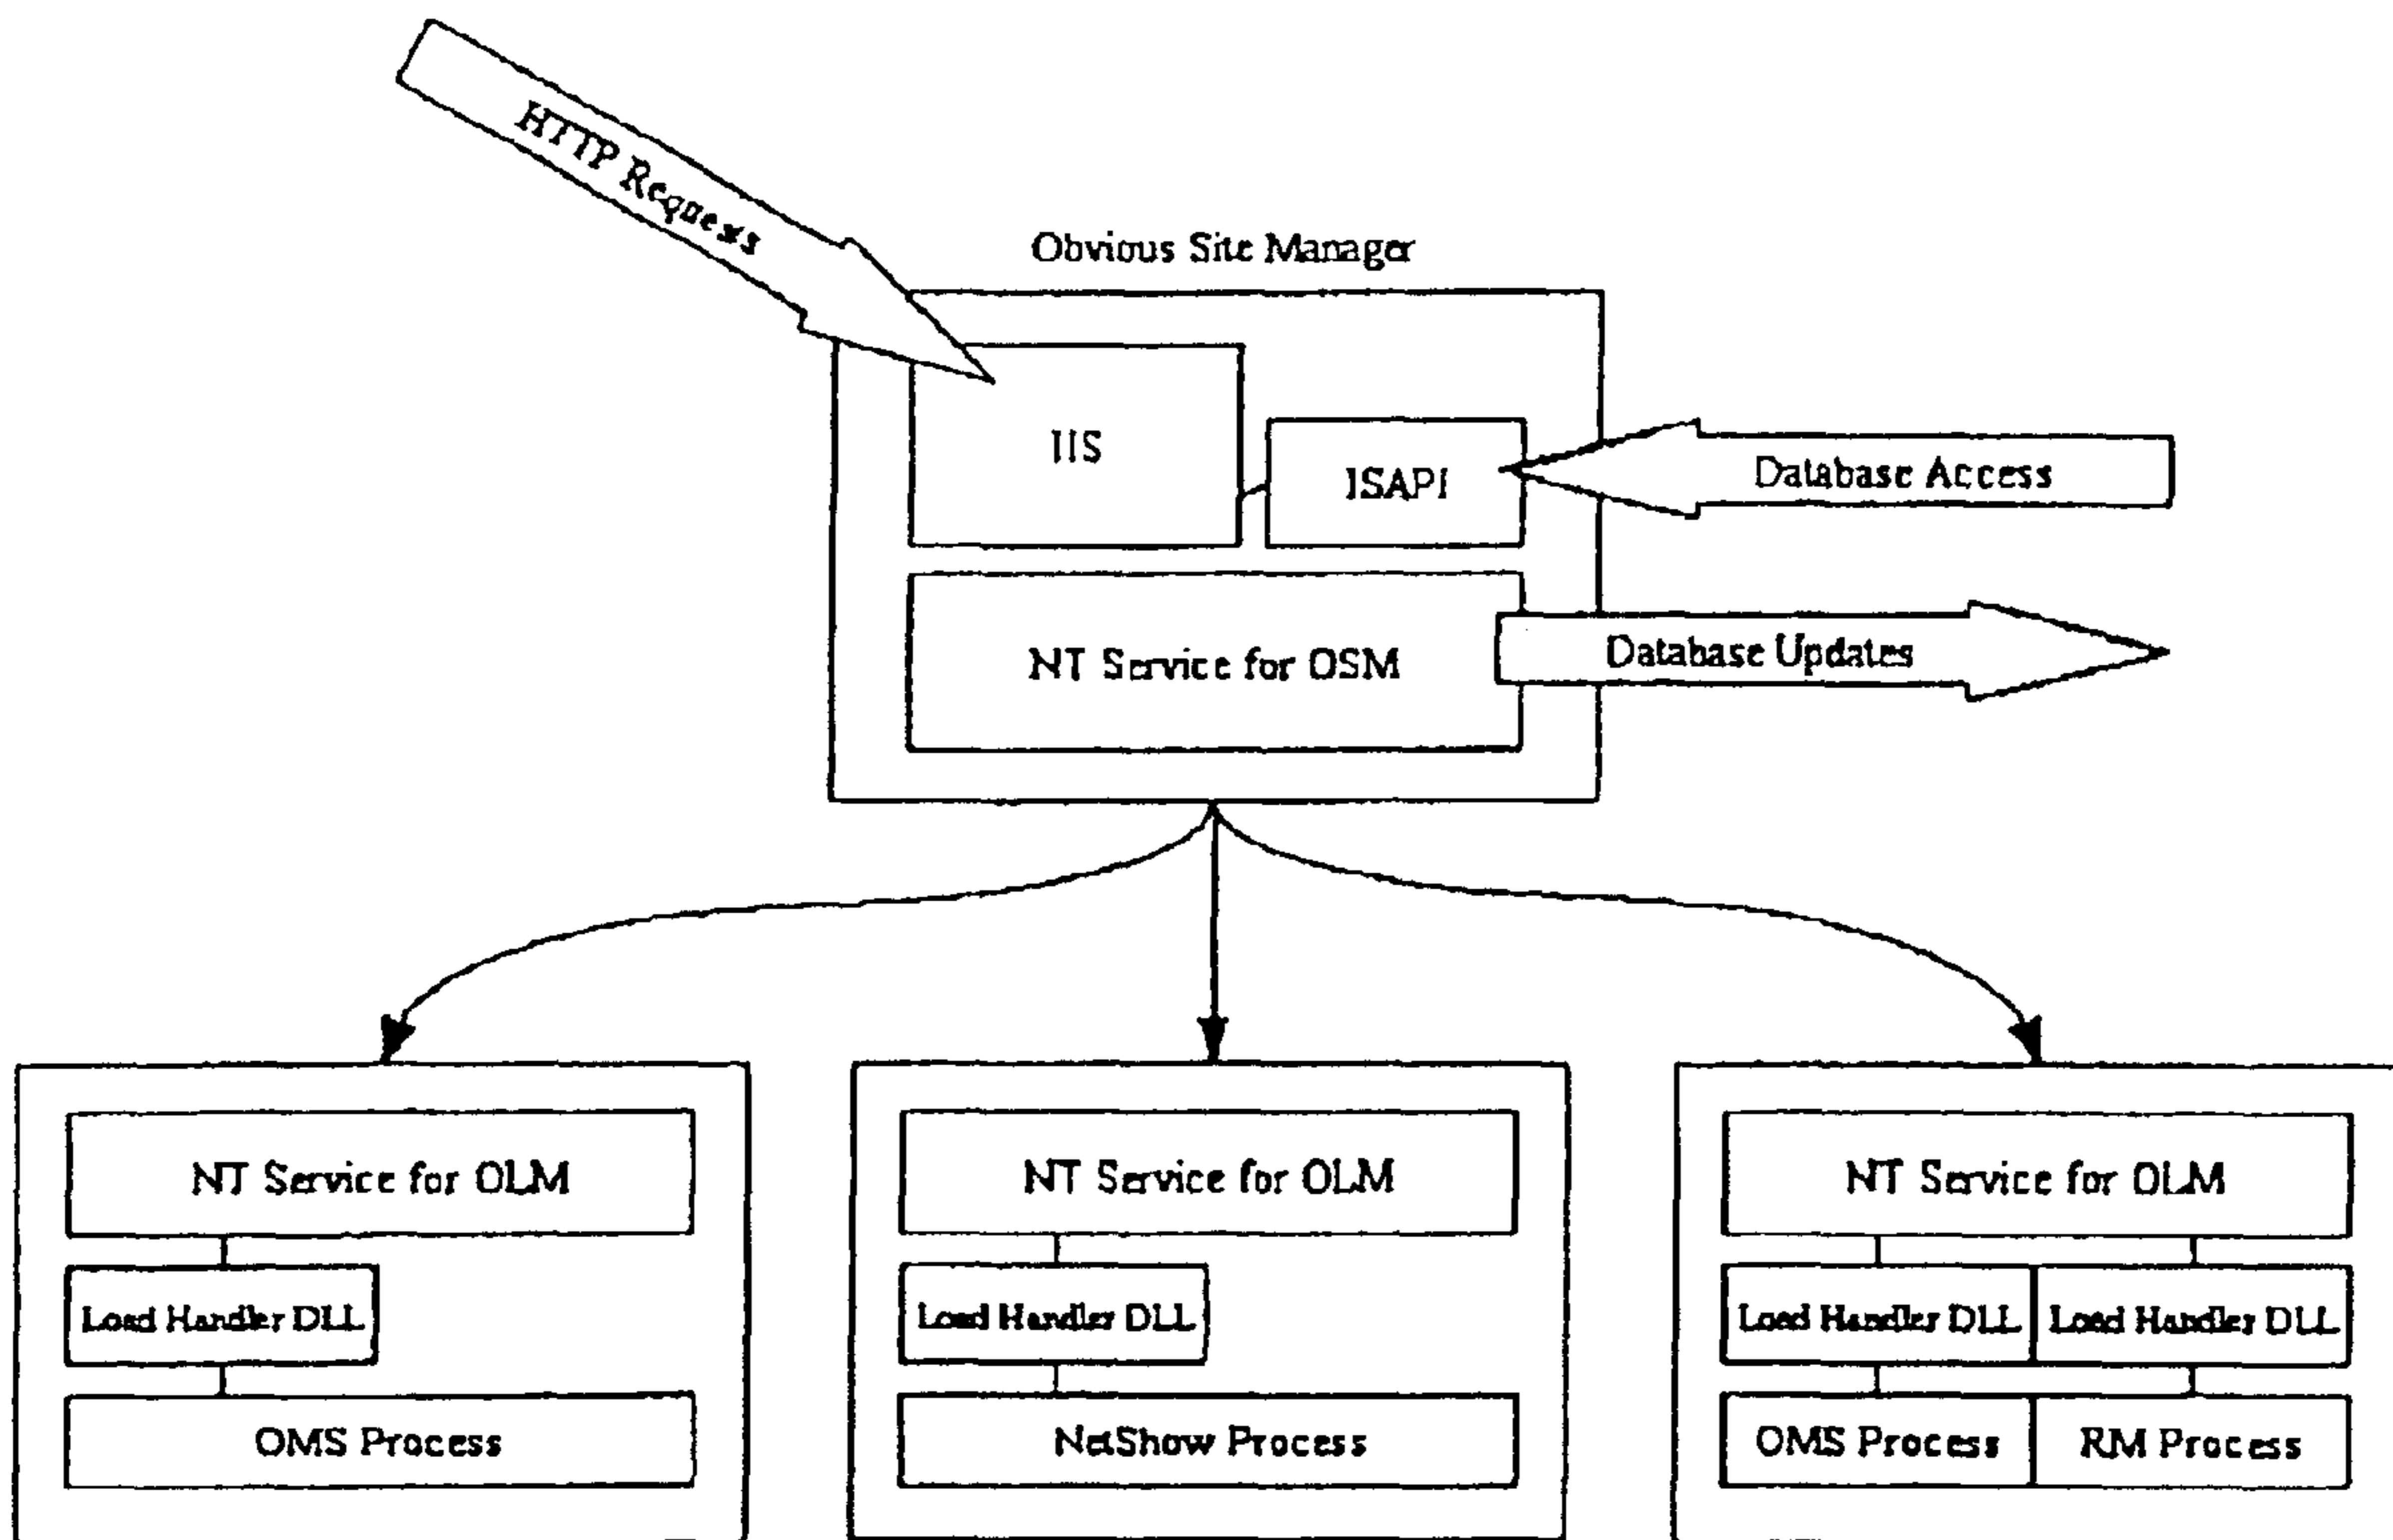 HTTP Requess
Obvious Site Manager
IIS
ISAPI
Database Access
NT Service for OSM
Database Updates
NT Service for OLM
Load Handler DLL
OMS Process
NT Service for OLM
Load Handler DLL
NetShow Process
NT Service for OLM
Load Handler DLL
Load Handler DLL
OMS Process
RM Process